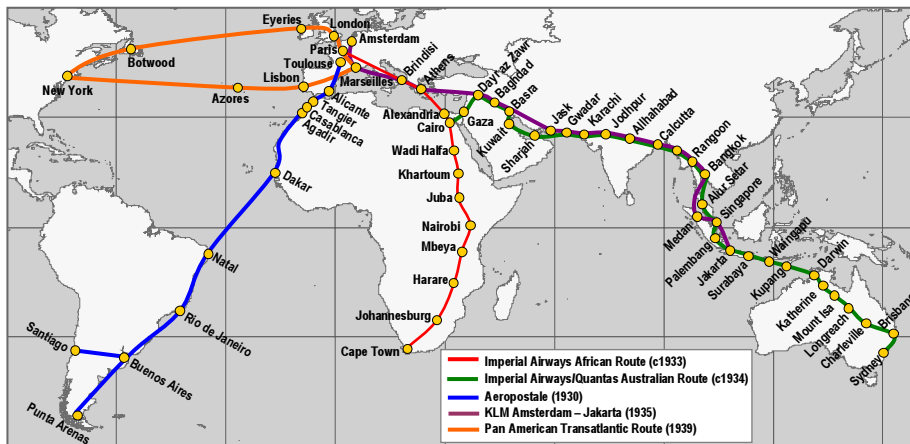 Eyeries
London
Amsterdam
Botwood
Paris
Toulouse
Brindisi
Athens
Dayr az Zawr
Baghdad
Basra
New York
Azores
Lisbon
Marseilles
Alicante
Tangier
Casablanca
Agadir
Alexandria
Cairo
Gaza
Kuwait
Sharjah
Jask
Gwadar
Karachi
Jodhpur
Allhahabad
Calcutta
Rangoon
Bangkok
Wadi Halfa
Khartoum
Dakar
Juba
Alur Setar
Singapore
Nairobi
Medan
Mbeya
Natal
Palembang
Jakarta
Surabaya
Waingapu
Kupang
Darwin
Harare
Katherine
Mount Isa
Longreach
Charleville
Brisbane
Sydney
Rio de Janeiro
Johannesburg
Santiago
Cape Town
Buenos Aires
Punta Arenas
Imperial Airways African Route (c1933)
Imperial Airways/Quantas Australian Route (c1934)
Aeropostale (1930)
KLM Amsterdam – Jakarta (1935)
Pan American Transatlantic Route (1939)